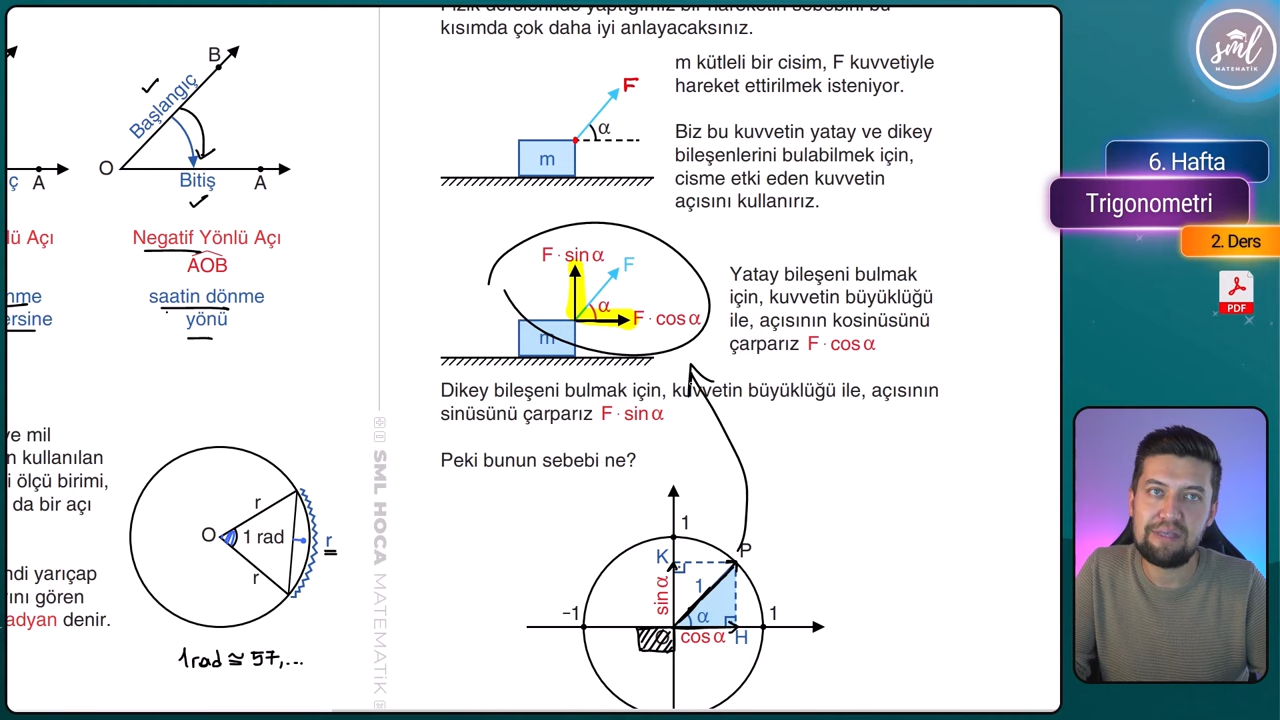 B
Başlangıç
O
Bitiş
A
ç
A
lü Açı
Negatif Yönlü Açı
AOB
nme
ersine
saatin dönme
yönü
ve mil
n kullanılan
i ölçü birimi,
da bir açı
ndi yarıçap
ını gören
adyan denir.
r
O
1 rad
r
r
1 rad ≅ 57,...
SML HOCA MATEMATİK
kısımda çok daha iyi anlayacaksınız.
F
α
m
m kütleli bir cisim, F kuvvetiyle
hareket ettirilmek isteniyor.
Biz bu kuvvetin yatay ve dikey
bileşenlerini bulabilmek için,
cisme etki eden kuvvetin
açısını kullanırız.
F · sin α
F
α
F · cos α
m
Yatay bileşeni bulmak
için, kuvvetin büyüklüğü
ile, açısının kosinüsünü
çarparız F · cos α
Dikey bileşeni bulmak için, kuvvetin büyüklüğü ile, açısının
sinüsünü çarparız F · sin α
Peki bunun sebebi ne?
1
K
P
sin α
1
α
−1
1
O
cos α
H
sml
MATEMATİK
6. Hafta
Trigonometri
2. Ders
PDF